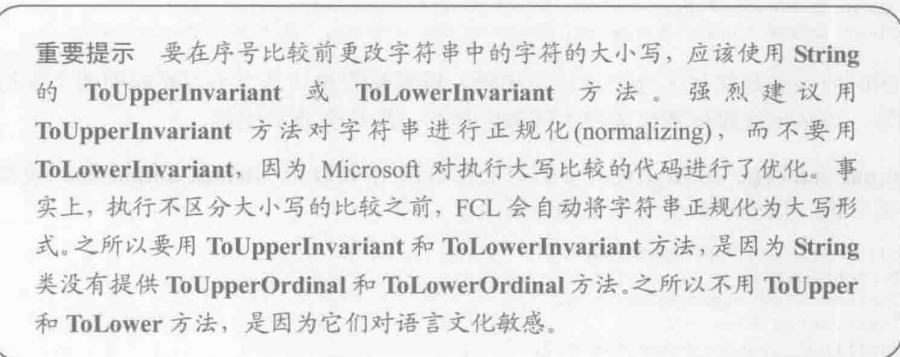 重要提示 要在序号比较前更改字符串中的字符的大小写，应该使用 String
的 ToUpperInvariant 或 ToLowerInvariant 方法。强烈建议用
ToUpperInvariant 方法对字符串进行正规化(normalizing)，而不要用
ToLowerInvariant，因为 Microsoft 对执行大写比较的代码进行了优化。事
实上，执行不区分大小写的比较之前，FCL 会自动将字符串正规化为大写形
式。之所以要用 ToUpperInvariant 和 ToLowerInvariant 方法，是因为 String
类没有提供 ToUpperOrdinal 和 ToLowerOrdinal 方法。之所以不用 ToUpper
和 ToLower 方法，是因为它们对语言文化敏感。